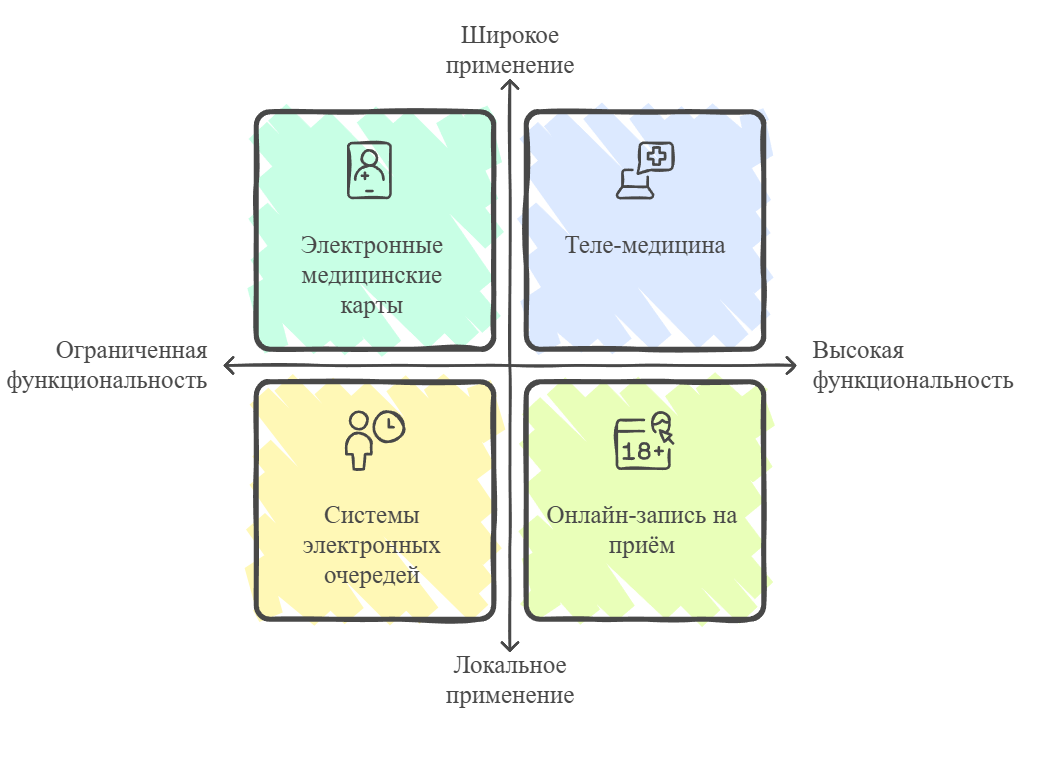 Широкое
применение
Электронные
медицинские
карты
Теле-медицина
Ограниченная
функциональность
Высокая
функциональность
18+
Системы
электронных
очередей
Онлайн-запись на
приём
Локальное
применение